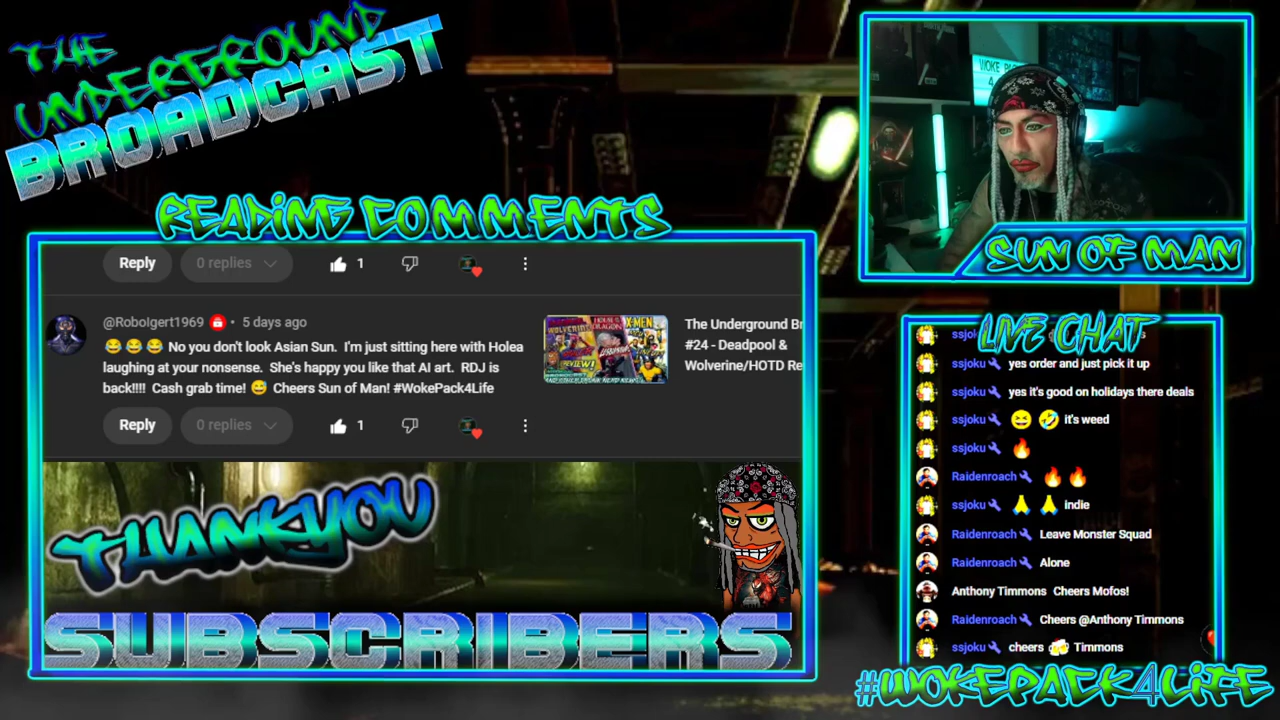 THE
UNDERGROUND
BROADCAST
READING COMMENTS
Reply 0 replies 1
@RoboIgert1969 • 5 days ago
😂😂😂 No you don't look Asian Sun. I'm just sitting here with Holea
laughing at your nonsense. She's happy you like that AI art. RDJ is
back!!!! Cash grab time! 😅 Cheers Sun of Man! #WokePack4Life
Reply 0 replies 1
The Underground Br
#24 - Deadpool &
Wolverine/HOTD Re
THANKYOU
SUBSCRIBERS
SUN OF MAN
LIVE CHAT
ssjoku yes order and just pick it up
ssjoku yes it's good on holidays there deals
ssjoku 😆 🤣 it's weed
ssjoku 🔥
Raidenroach 🔥 🔥
ssjoku 🙏 🙏 indie
Raidenroach Leave Monster Squad
Raidenroach Alone
Anthony Timmons Cheers Mofos!
Raidenroach Cheers @Anthony Timmons
ssjoku cheers 🍻 Timmons
#WOKEPACK4LIFE